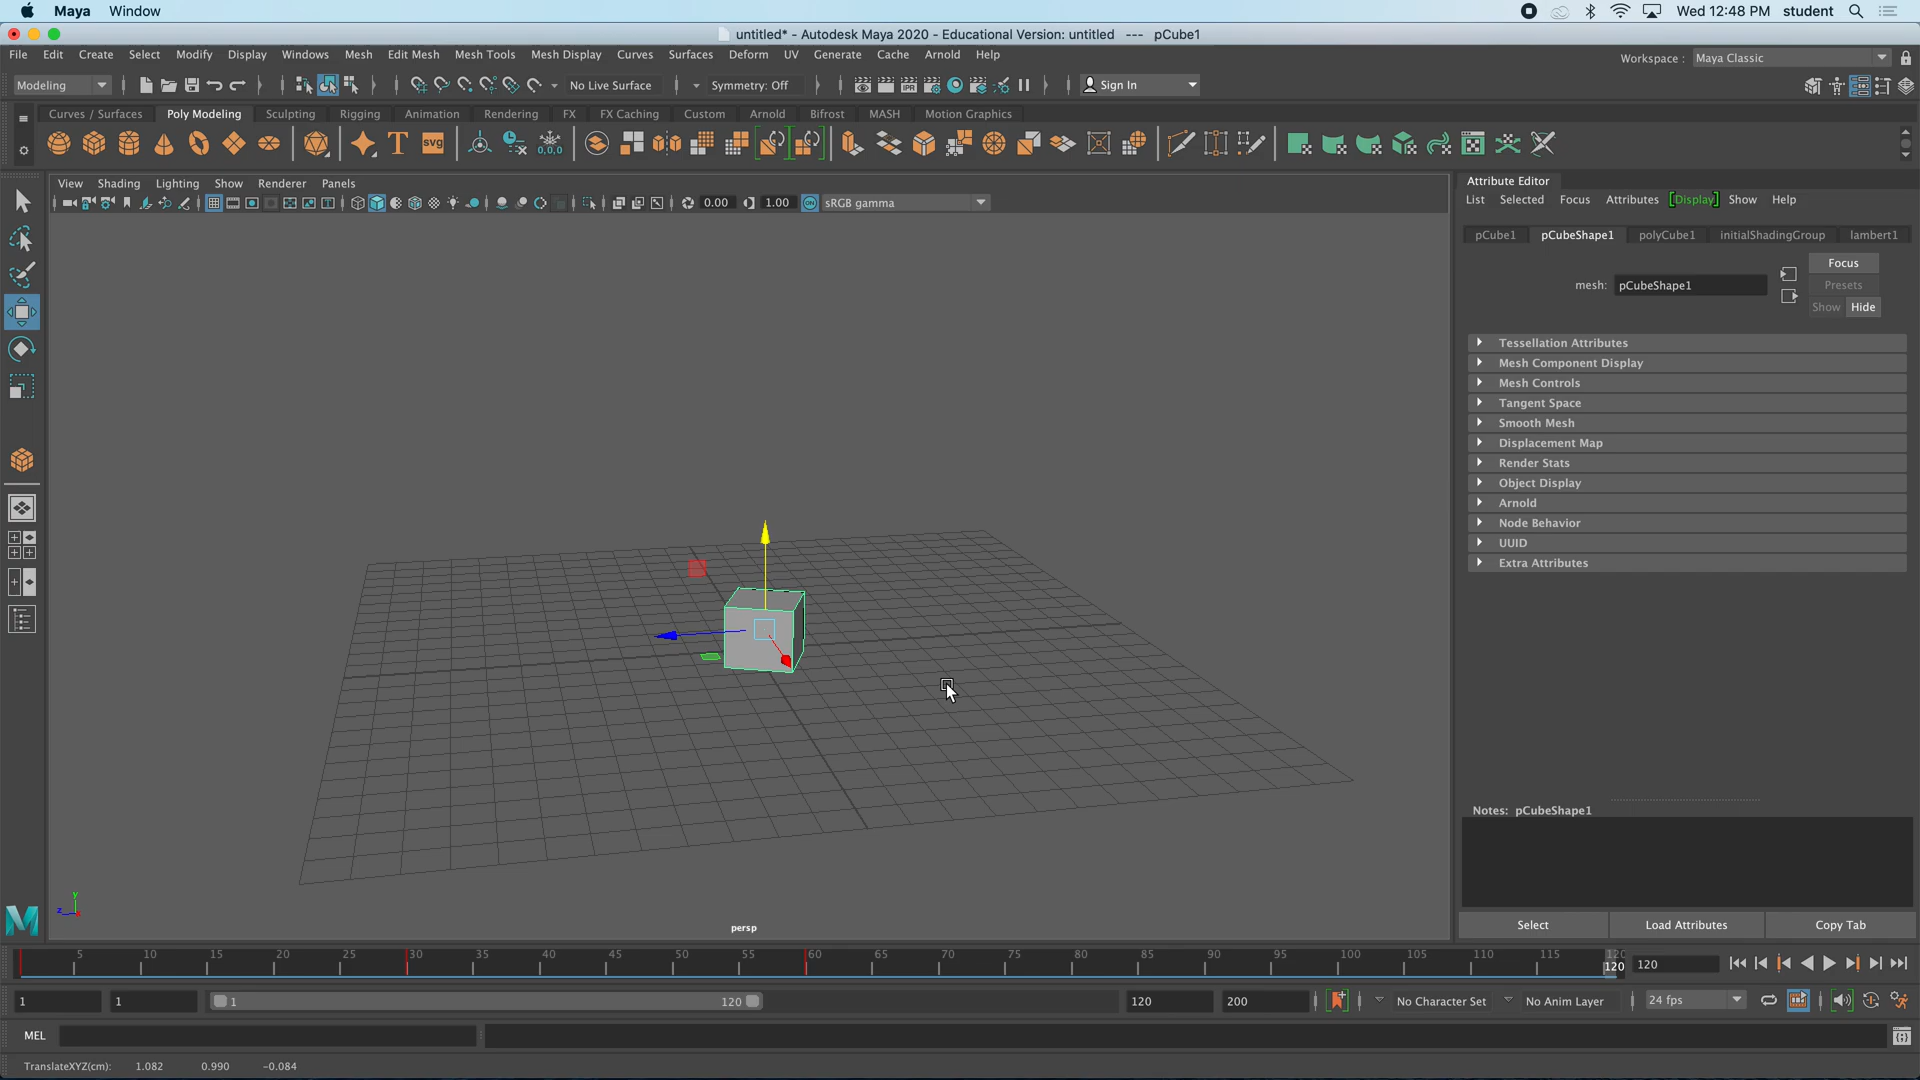 Maya Window
Wed 12:48 PM student
untitled* - Autodesk Maya 2020 - Educational Version: untitled --- pCube1
File Edit Create Select Modify Display Windows Mesh Edit Mesh Mesh Tools Mesh Display Curves Surfaces Deform UV Generate Cache Arnold Help
Workspace : Maya Classic
Modeling
No Live Surface
Symmetry: Off
IPR
Sign In
Curves / Surfaces Poly Modeling Sculpting Rigging Animation Rendering FX FX Caching Custom Arnold Bifrost MASH Motion Graphics
T
SVG
0,0,0
View Shading Lighting Show Renderer Panels
0.00
1.00
ON
sRGB gamma
Attribute Editor
List Selected Focus Attributes [Display] Show Help
pCube1 pCubeShape1 polyCube1 initialShadingGroup lambert1
mesh: pCubeShape1
Focus
Presets
Show Hide
Tessellation Attributes
Mesh Component Display
Mesh Controls
Tangent Space
Smooth Mesh
Displacement Map
Render Stats
Object Display
Arnold
Node Behavior
UUID
Extra Attributes
Notes: pCubeShape1
Select Load Attributes Copy Tab
y
z
persp
M
5 10 15 20 25 30 35 40 45 50 55 60 65 70 75 80 85 90 95 100 105 110 115 120
120
1
1
1 120
120
200
No Character Set
No Anim Layer
24 fps
MEL
TranslateXYZ(cm): 1.082 0.990 -0.084